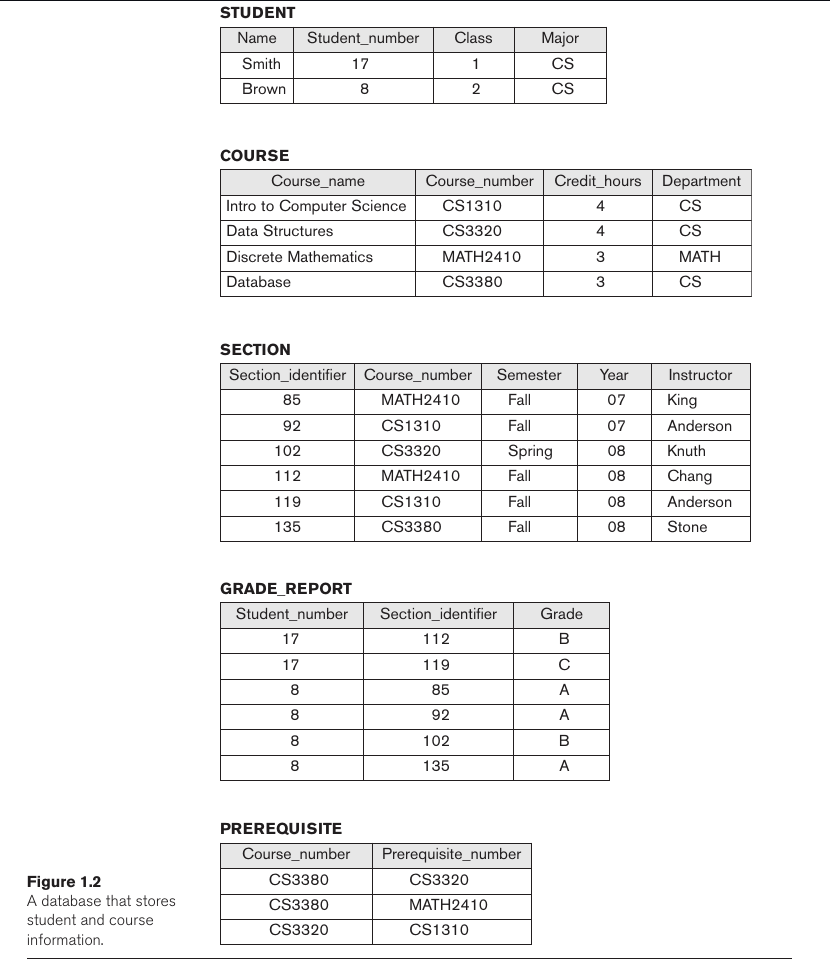 STUDENT
Name Student_number Class Major
Smith 17 1 CS
Brown 8 2 CS
COURSE
Course_name Course_number Credit_hours Department
Intro to Computer Science CS1310 4 CS
Data Structures CS3320 4 CS
Discrete Mathematics MATH2410 3 MATH
Database CS3380 3 CS
SECTION
Section_identifier Course_number Semester Year Instructor
85 MATH2410 Fall 07 King
92 CS1310 Fall 07 Anderson
102 CS3320 Spring 08 Knuth
112 MATH2410 Fall 08 Chang
119 CS1310 Fall 08 Anderson
135 CS3380 Fall 08 Stone
GRADE_REPORT
Student_number Section_identifier Grade
17 112 B
17 119 C
8 85 A
8 92 A
8 102 B
8 135 A
PREREQUISITE
Course_number Prerequisite_number
CS3380 CS3320
CS3380 MATH2410
CS3320 CS1310
Figure 1.2
A database that stores
student and course
information.